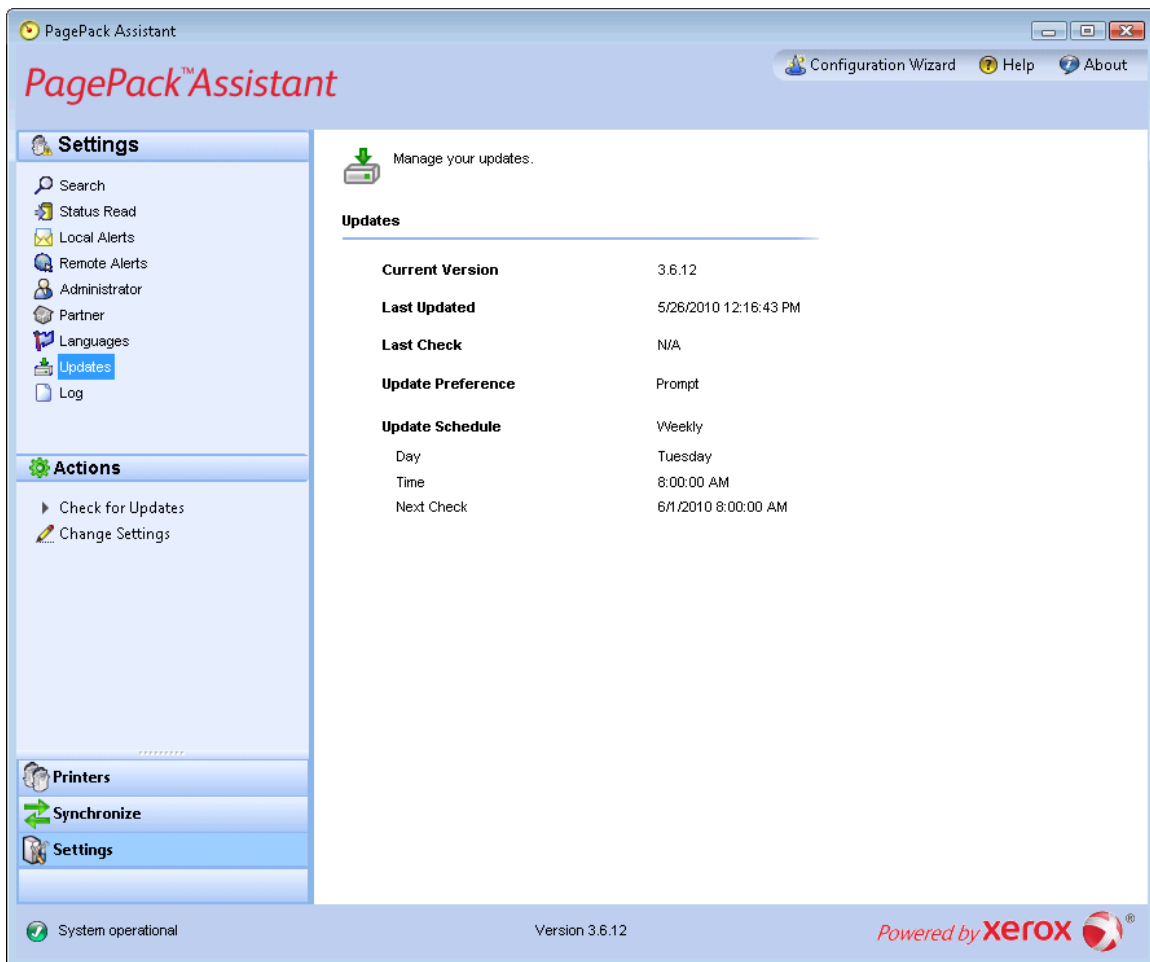 PagePack Assistant
PagePack™Assistant
Configuration Wizard Help About
Settings
Search
Status Read
Local Alerts
Remote Alerts
Administrator
Partner
Languages
Updates
Log
Actions
Check for Updates
Change Settings
Printers
Synchronize
Settings
Manage your updates.
Updates
Current Version 3.6.12
Last Updated 5/26/2010 12:16:43 PM
Last Check N/A
Update Preference Prompt
Update Schedule Weekly
Day Tuesday
Time 8:00:00 AM
Next Check 6/1/2010 8:00:00 AM
System operational
Version 3.6.12
Powered by xerox ®